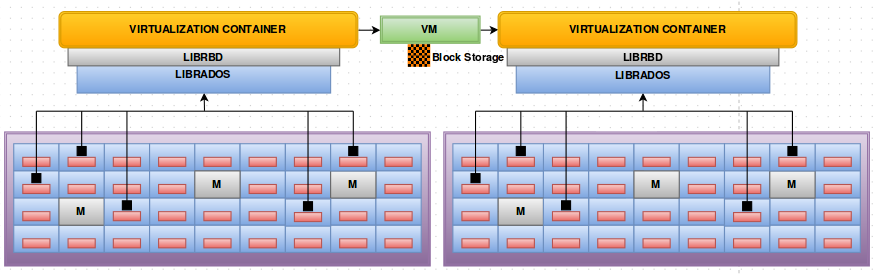 VIRTUALIZATION CONTAINER
VM
VIRTUALIZATION CONTAINER
LIBRBD
Block Storage
LIBRBD
LIBRADOS
LIBRADOS
M
M
M
M
M
M